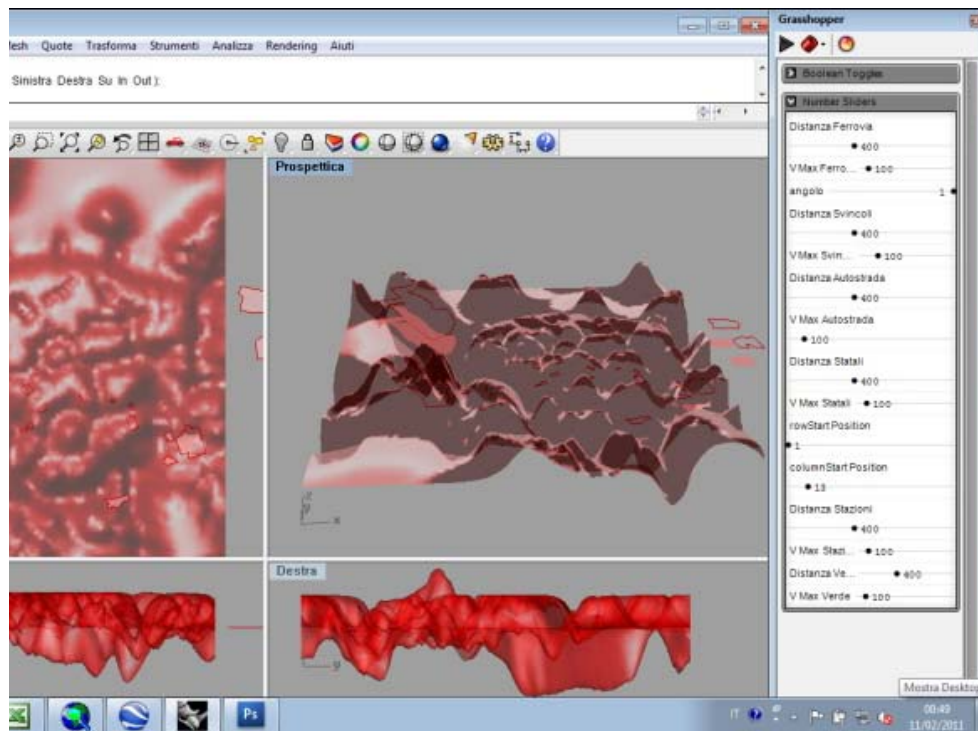 Mesh Quote Trasforma Strumenti Analizza Rendering Aiuti
Sinistra Destra Su In Out ):
Prospettica
z
y
x
Destra
y
Grasshopper
Boolean Toggles
Number Sliders
Distanza Ferrovia
400
V Max Ferro... 100
angolo 1
Distanza Svincoli
400
V Max Svin... 100
Distanza Autostrada
400
V Max Autostrada
100
Distanza Statali
400
V Max Statali 100
rowStart Position
1
columnStart Position
13
Distanza Stazioni
400
V Max Stazi... 100
Distanza Ve... 400
V Max Verde 100
Mostra Desktop
Ps
IT
08:49
11/02/2011